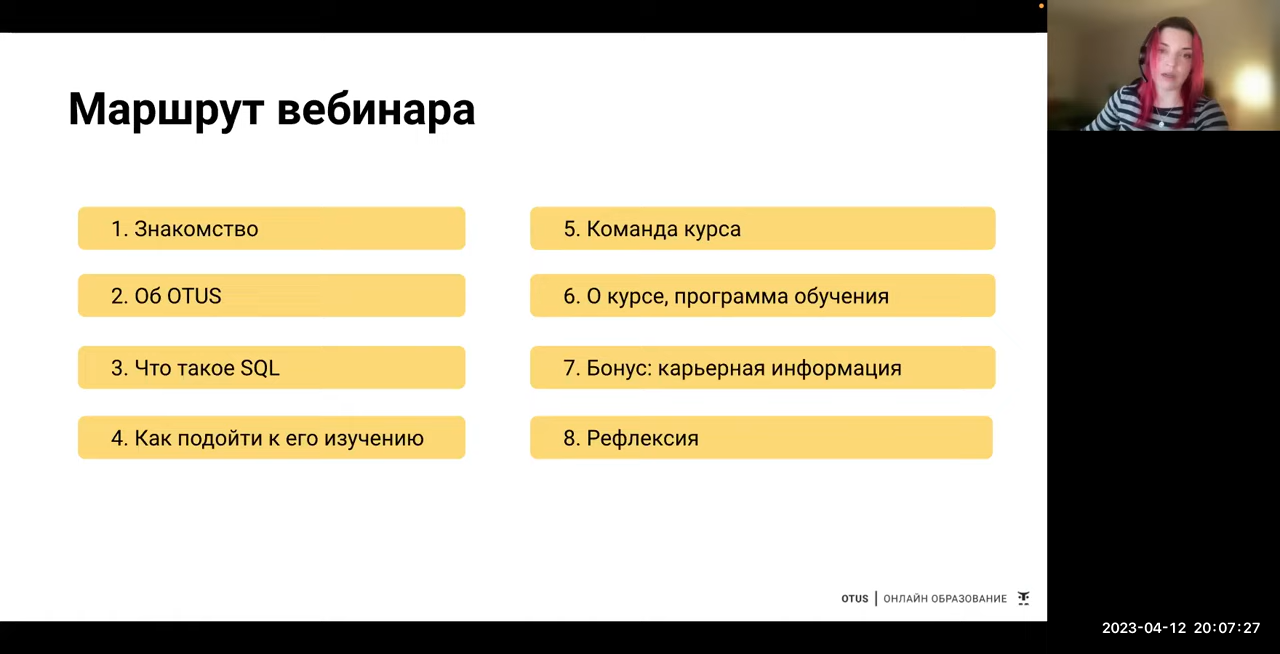 Маршрут вебинара
1. Знакомство
2. Об OTUS
3. Что такое SQL
4. Как подойти к его изучению
5. Команда курса
6. О курсе, программа обучения
7. Бонус: карьерная информация
8. Рефлексия
OTUS | ОНЛАЙН ОБРАЗОВАНИЕ
2023-04-12 20:07:27